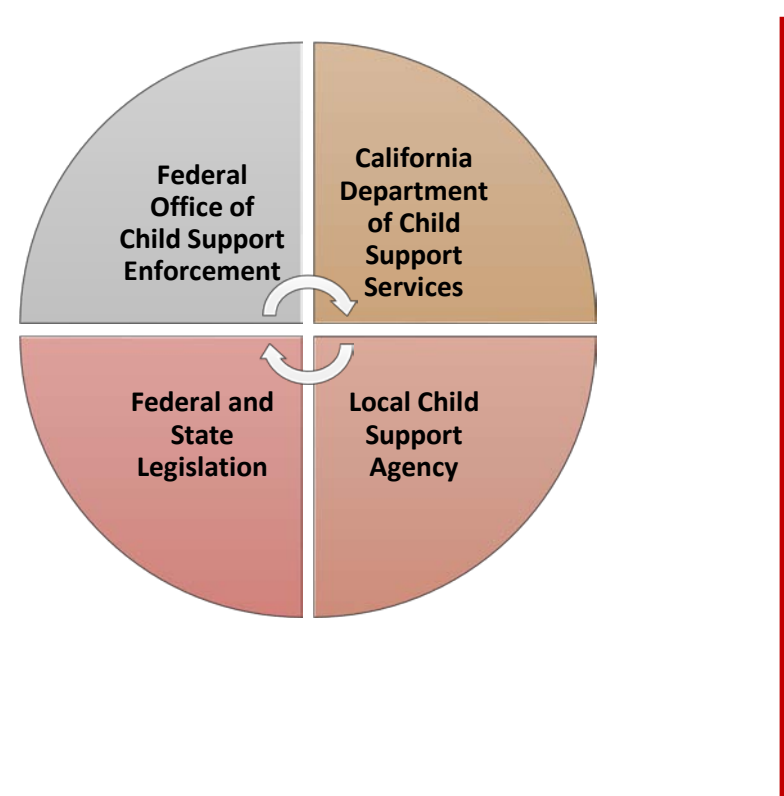 Federal
Office of
Child Support
Enforcement
California
Department
of Child
Support
Services
Federal and
State
Legislation
Local Child
Support
Agency